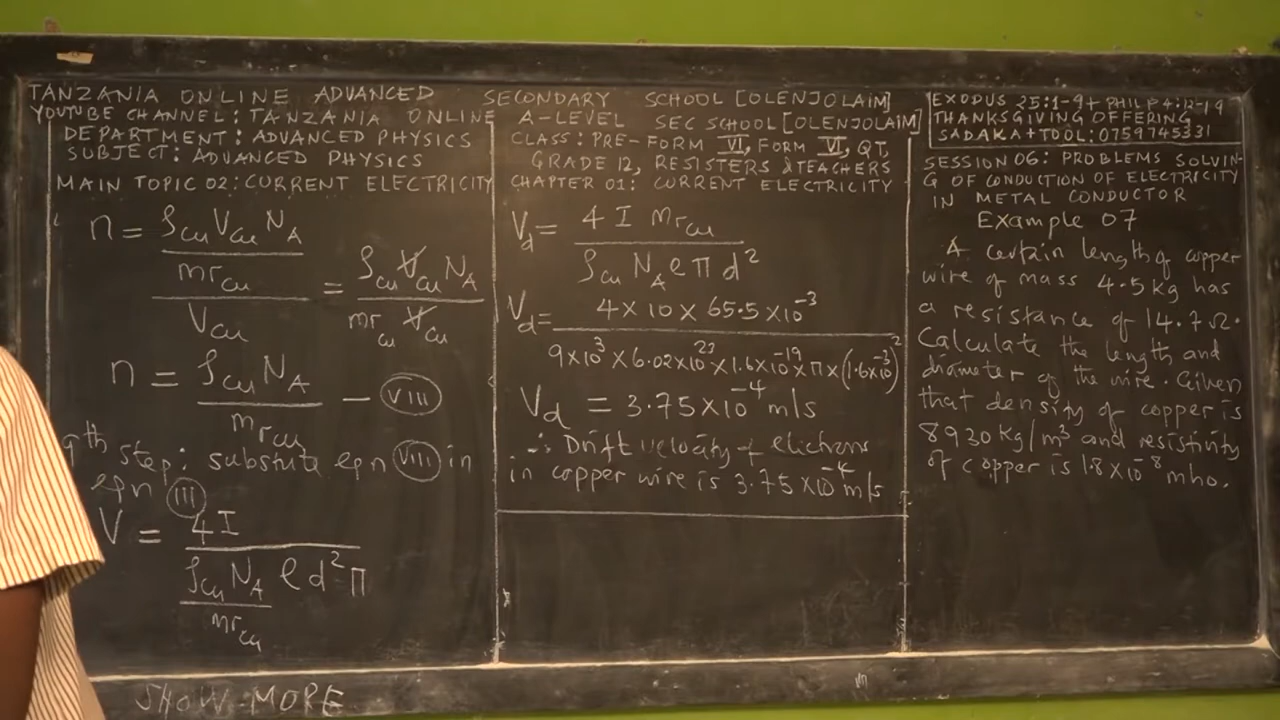 TANZANIA ONLINE ADVANCED SECONDARY SCHOOL [OLENJOLAIM]
YOUTUBE CHANNEL: TANZANIA ONLINE A-LEVEL SEC SCHOOL [OLENJOLAIM]
DEPARTMENT: ADVANCED PHYSICS
SUBJECT: ADVANCED PHYSICS
MAIN TOPIC 02: CURRENT ELECTRICITY
n = ρcu Vcu NA / mrcu / Vcu = ρcu Vcu NA / mrcu Vcu
n = ρcu NA / mrcu — VIII
9th step: substute eqn VIII in
eqn III
V = 4I / ρcu NA / mrcu e d² π
SHOW MORE
CLASS: PRE-FORM VI, FORM VI, QT,
GRADE 12, RESISTERS & TEACHERS
CHAPTER 01: CURRENT ELECTRICITY
Vd = 4 I mrcu / ρcu NA e π d²
Vd = 4 × 10 × 65.5 × 10⁻³ / 9×10³ × 6.02×10²³ × 1.6×10⁻¹⁹ × π × (1.6×10⁻³)²
Vd = 3.75 × 10⁻⁴ m/s
∴ Drift velocity of elichons
in copper wire is 3.75×10⁻⁴ m/s
EXODUS 25:1-9 + PHILP 4:12-19
THANKSGIVING OFFERING
SADAKA + TOOL: 0759745331
SESSION 06: PROBLEMS SOLVIN-
G OF CONDUCTION OF ELECTRICITY
IN METAL CONDUCTOR
Example 07
A certain length of copper
wire of mass 4.5 kg has
a resistance of 14.7 Ω.
Calculate the length and
diameter of the wire. Given
that density of copper is
8930 kg/m³ and resistivity
of copper is 1.8 × 10⁻⁸ mho.